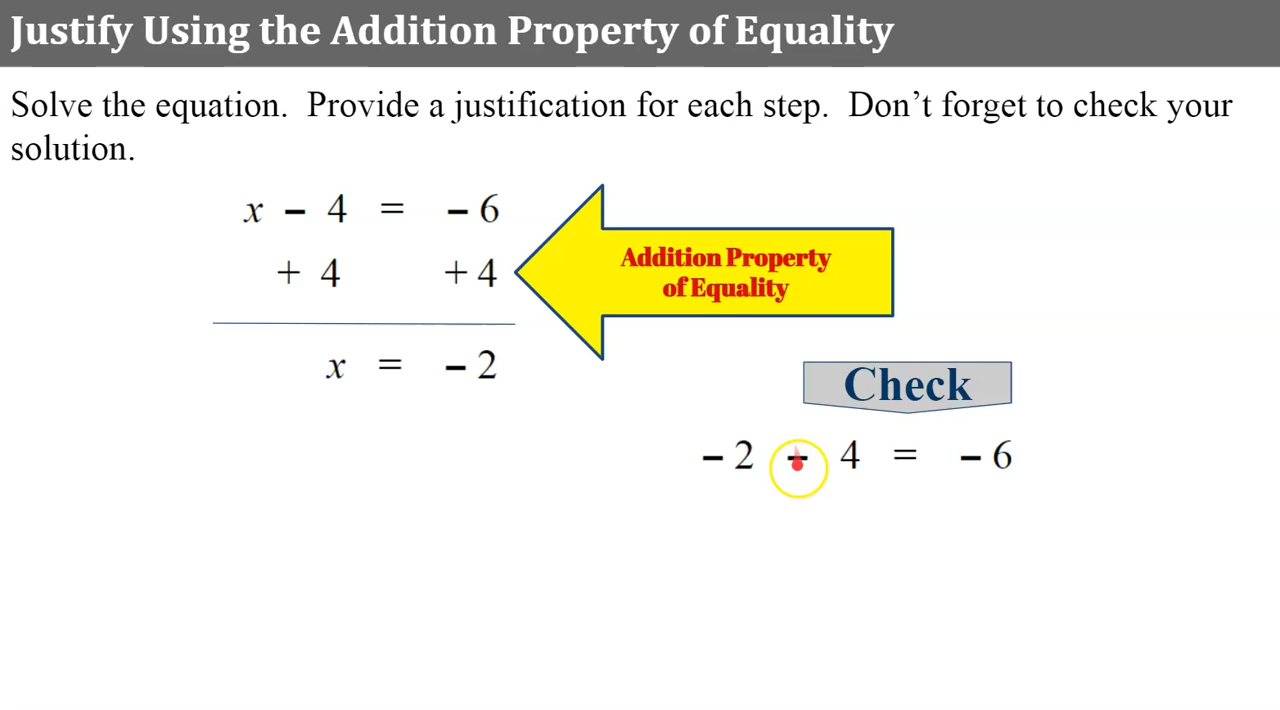 Justify Using the Addition Property of Equality
Solve the equation.  Provide a justification for each step.  Don’t forget to check your
solution.
x − 4 = − 6
+ 4 + 4
Addition Property
of Equality
x = − 2
Check
− 2 − 4 = − 6